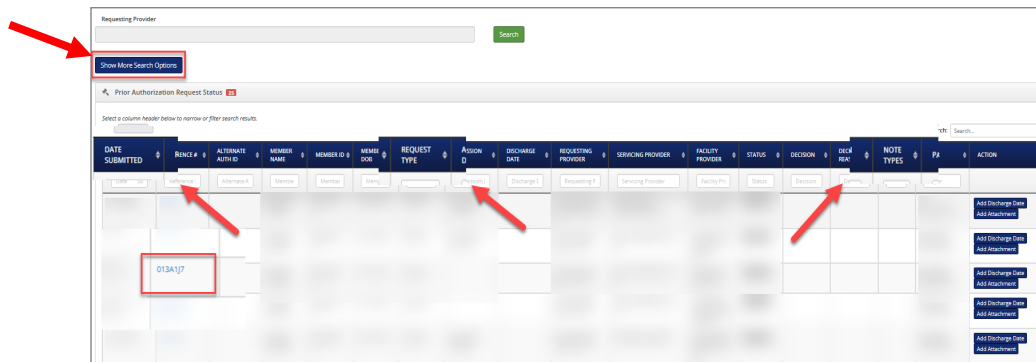 Requesting Provider
Search
Show More Search Options
Prior Authorization Request Status 25
Select a column header below to narrow or filter search results.
Search...
DATE SUBMITTED
RENCE #
ALTERNATE AUTH ID
MEMBER NAME
MEMBER ID #
MEMBE DOB
REQUEST TYPE
DISCHARGE DATE
REQUESTING PROVIDER
SERVICING PROVIDER
FACILITY PROVIDER
STATUS
DECISION
NOTE TYPES
ACTION
Reference
Alternate A
Membe
Member
Discharge
Requesting P
Servicing Provider
Facility Pro
Status
Decision
Add Discharge Date
Add Attachment
Add Discharge Date
Add Attachment
013A1J7
Add Discharge Date
Add Attachment
Add Discharge Date
Add Attachment
Add Discharge Date
Add Attachment